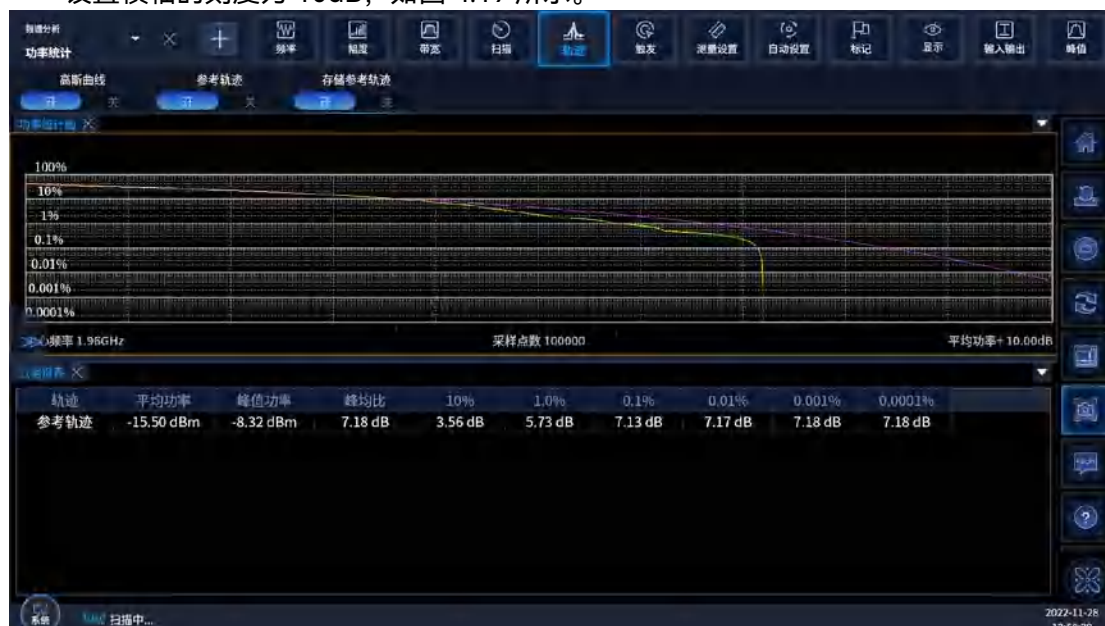 设置横轴的刻度为 10dB，如图 4.17 所示。
频谱分析
功率统计
频率 幅度 带宽 扫描 轨迹 触发 测量设置 自动设置 标记 显示 输入输出 峰值
高斯曲线 参考轨迹 存储参考轨迹
开 关 开 关 开 关
功率统计图
100%
10%
1%
0.1%
0.01%
0.001%
0.0001%
频率 1.96GHz 采样点数 100000 平均功率+10.00dB
轨迹 平均功率 峰值功率 峰均比 10% 1.0% 0.1% 0.01% 0.001% 0.0001%
参考轨迹 -15.50 dBm -8.32 dBm 7.18 dB 3.56 dB 5.73 dB 7.13 dB 7.17 dB 7.18 dB 7.18 dB
系统 扫描中...
2022-11-28